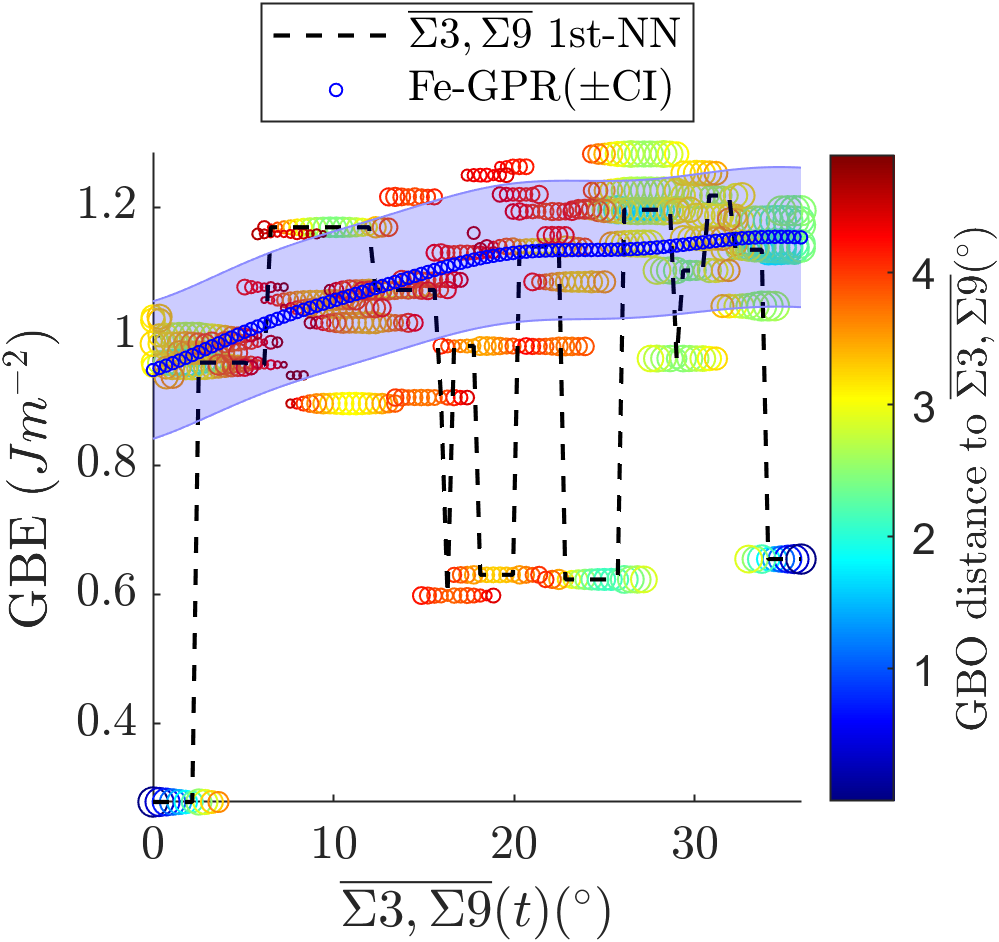 Σ3, Σ9 1st-NN
Fe-GPR(±CI)
GBE (Jm⁻²)
1.2
1
0.8
0.6
0.4
0
10
20
30
Σ3, Σ9(t)(°)
4
3
2
1
GBO distance to Σ3, Σ9(°)